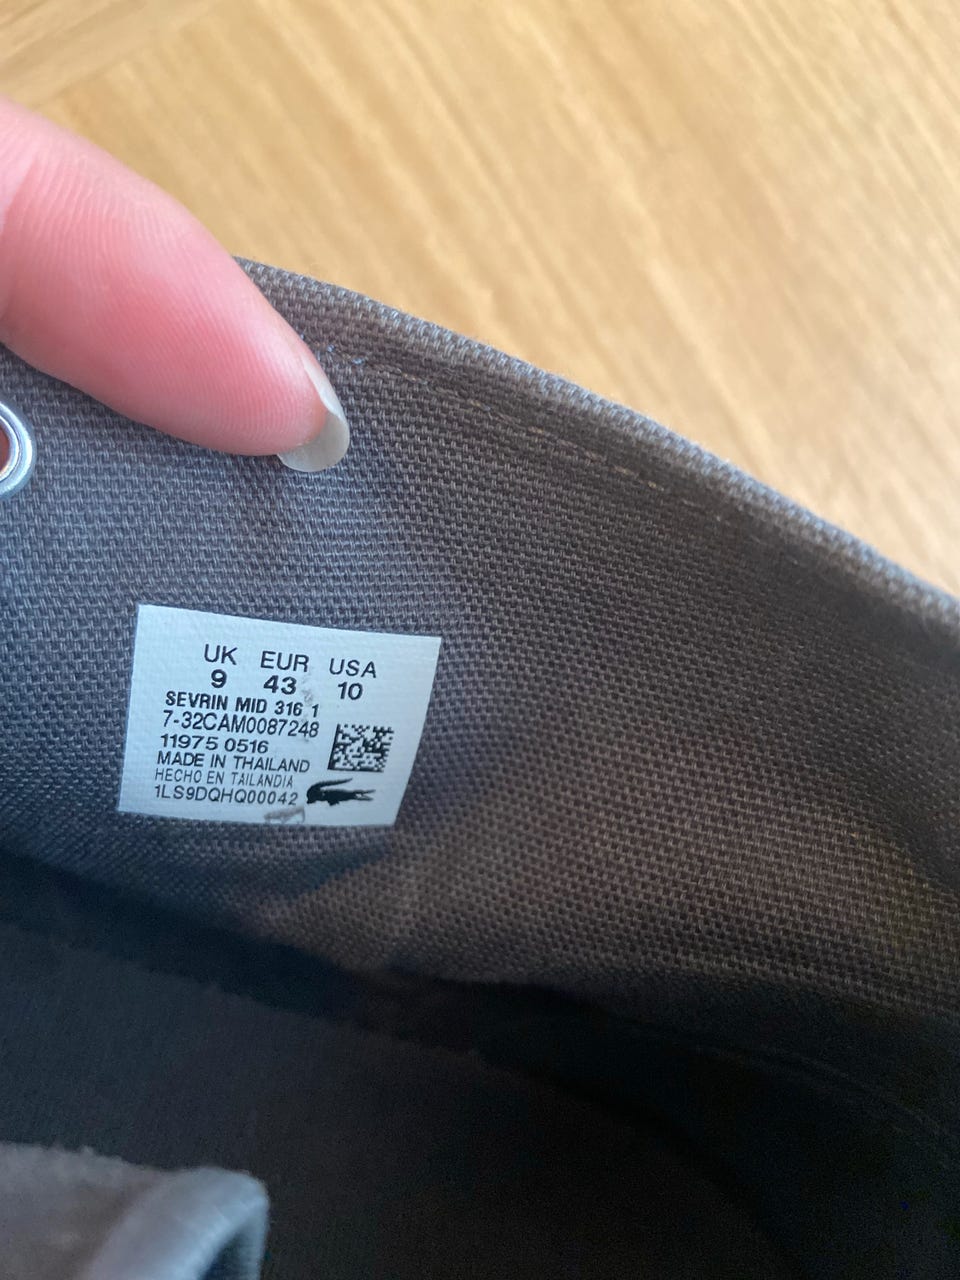 UK EUR USA
9 43 10
SEVRIN MID 316 1
7-32CAM0087248
11975 0516
MADE IN THAILAND
HECHO EN TAILANDIA
1LS9DQHQ00042